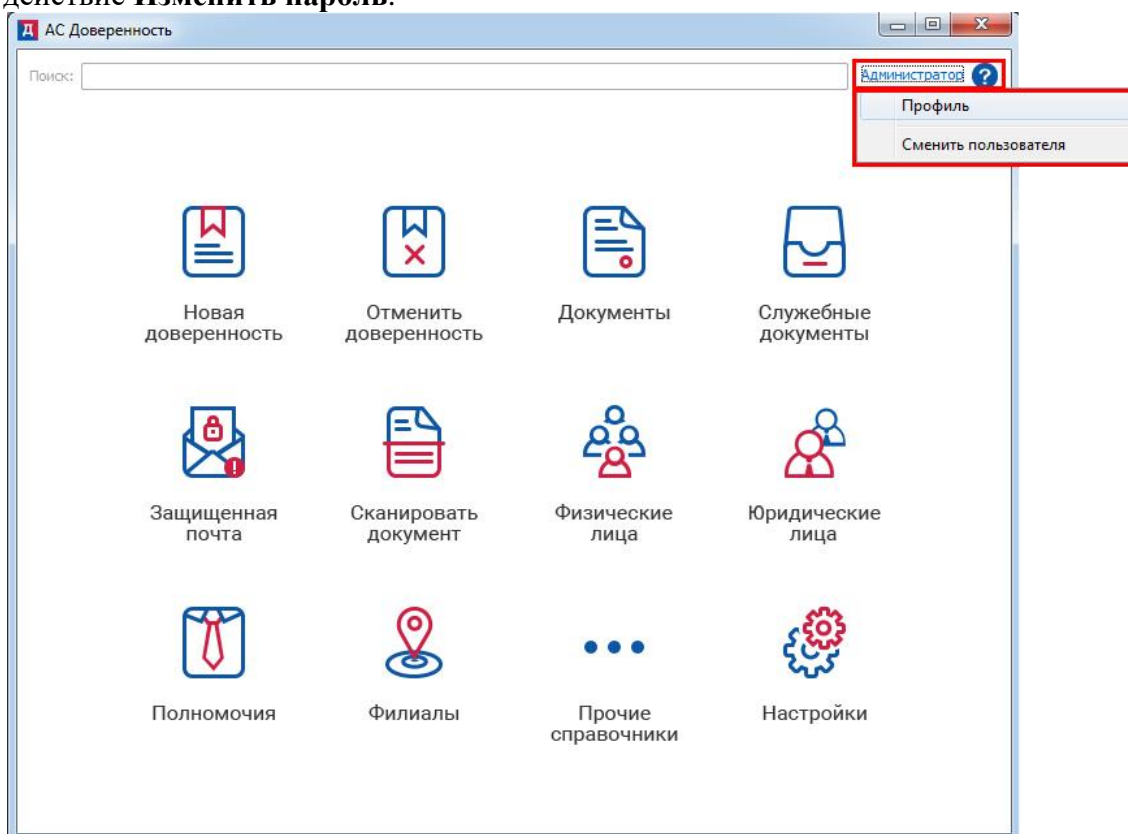 действие Изменить пароль.
Д АС Доверенность
Поиск: Администратор ?
Профиль
Сменить пользователя
Новая
доверенность
Отменить
доверенность
Документы
Служебные
документы
Защищенная
почта
Сканировать
документ
Физические
лица
Юридические
лица
Полномочия
Филиалы
Прочие
справочники
Настройки